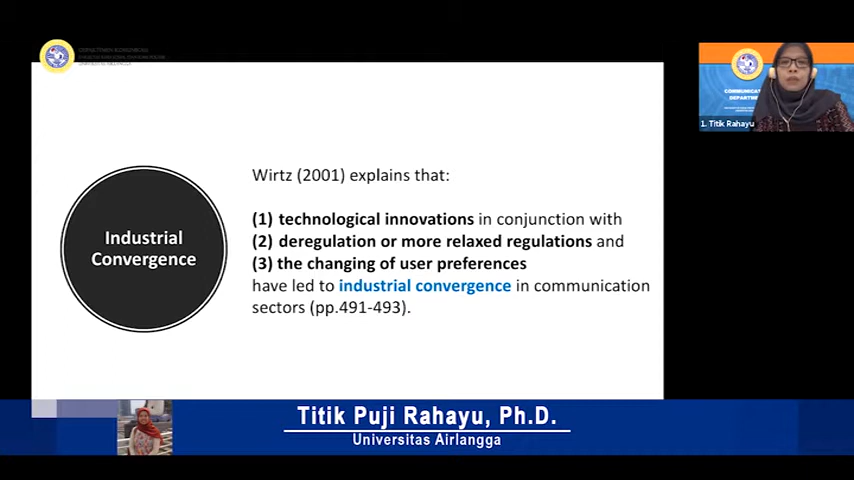 Industrial
Convergence
Wirtz (2001) explains that:
(1) technological innovations in conjunction with
(2) deregulation or more relaxed regulations and
(3) the changing of user preferences
have led to industrial convergence in communication
sectors (pp.491-493).
1. Titik Rahayu
Titik Puji Rahayu, Ph.D.
Universitas Airlangga